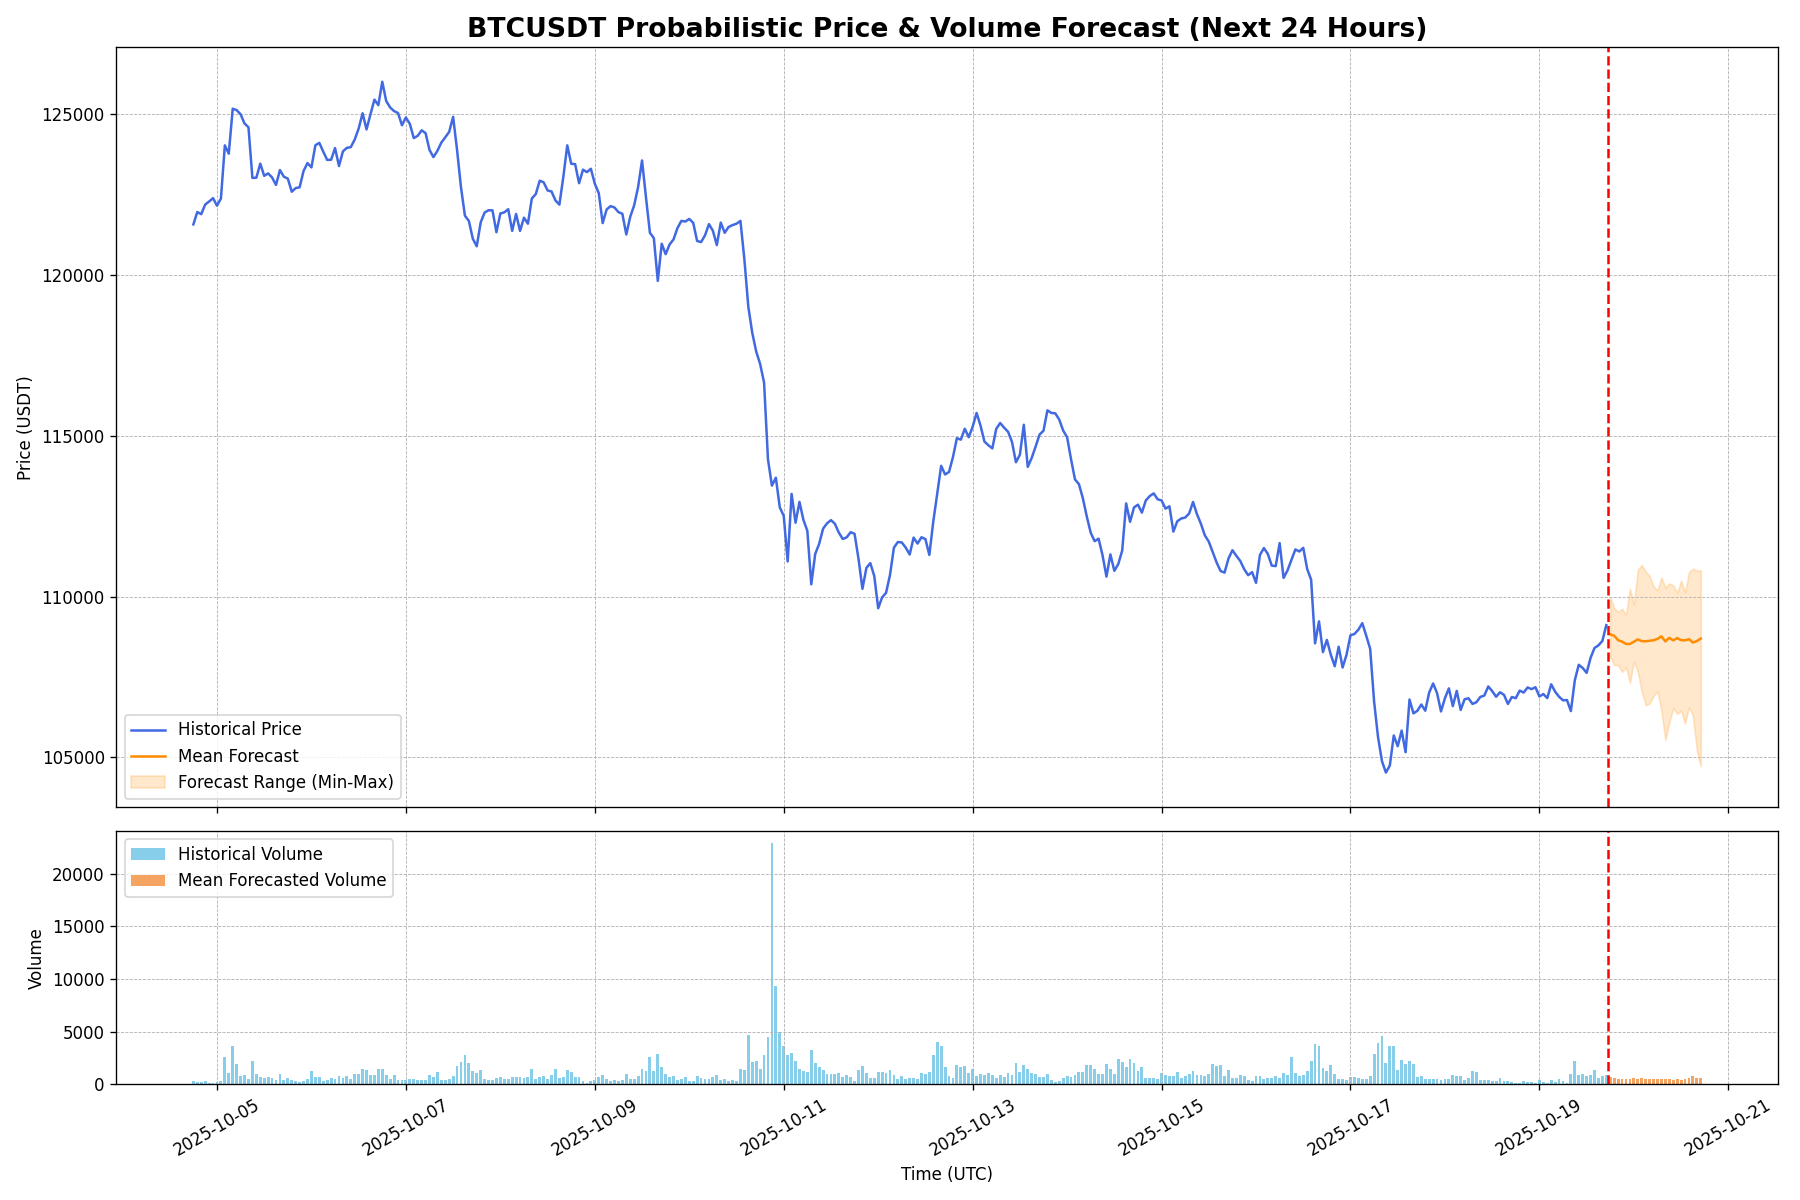 BTCUSDT Probabilistic Price & Volume Forecast (Next 24 Hours)
Price (USDT)
125000
120000
115000
110000
105000
Historical Price
Mean Forecast
Forecast Range (Min-Max)
Volume
20000
15000
10000
5000
0
Historical Volume
Mean Forecasted Volume
2025-10-05
2025-10-07
2025-10-09
2025-10-11
2025-10-13
2025-10-15
2025-10-17
2025-10-19
2025-10-21
Time (UTC)